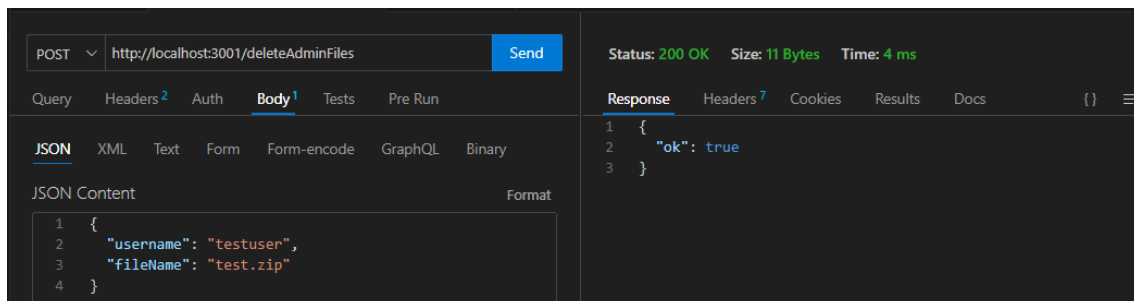 POST http://localhost:3001/deleteAdminFiles Send
Query Headers 2 Auth Body 1 Tests Pre Run
JSON XML Text Form Form-encode GraphQL Binary
JSON Content Format
1 {
2 "username": "testuser",
3 "fileName": "test.zip"
4 }
Status: 200 OK Size: 11 Bytes Time: 4 ms
Response Headers 7 Cookies Results Docs { }
1 {
2 "ok": true
3 }